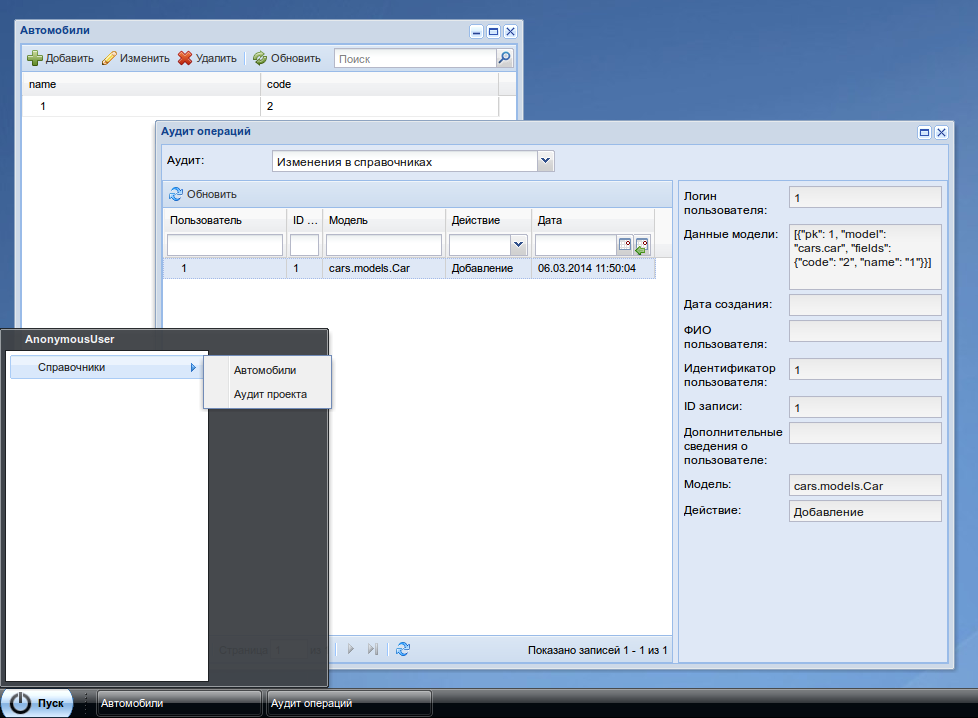 Автомобили
Добавить Изменить Удалить Обновить Поиск
name code
1 2
Аудит операций
Аудит: Изменения в справочниках
Обновить
Пользователь ID ... Модель Действие Дата
1 1 cars.models.Car Добавление 06.03.2014 11:50:04
Логин
пользователя: 1
Данные модели: [{"pk": 1, "model":
"cars.car", "fields":
{"code": "2", "name": "1"}}]
Дата создания:
ФИО
пользователя:
Идентификатор
пользователя: 1
ID записи: 1
Дополнительные
сведения о
пользователе:
Модель: cars.models.Car
Действие: Добавление
AnonymousUser
Справочники
Автомобили
Аудит проекта
Страница 1 из
Показано записей 1 - 1 из 1
Пуск Автомобили Аудит операций